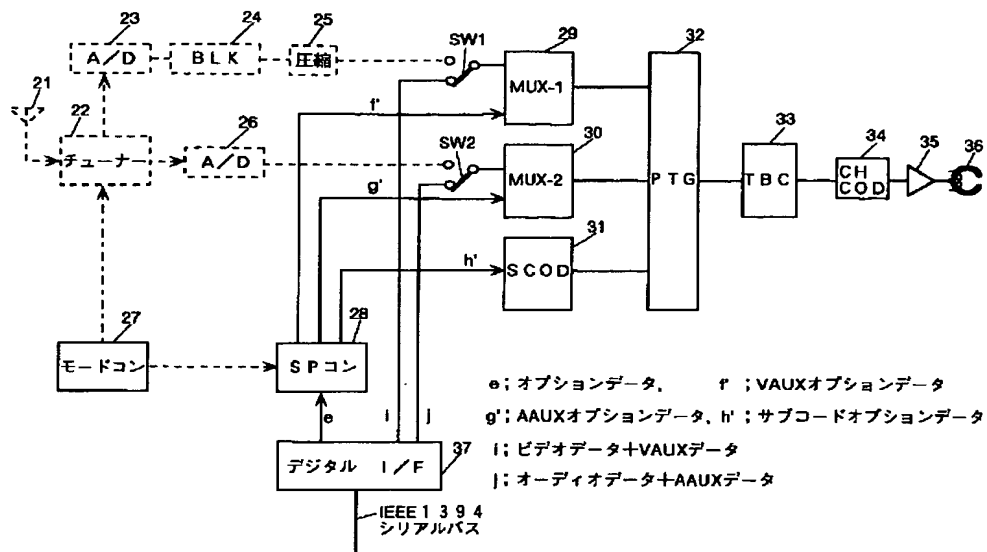 23
24
25
29
32
A／D
BLK
圧縮
SW1
MUX-1
21
22
f'
26
30
33
34
35
36
チューナー
A／D
SW2
MUX-2
PTG
TBC
CH
COD
g'
31
h'
SCOD
27
28
モードコン
SPコン
e；オプションデータ, f'；VAUXオプションデータ
g'；AAUXオプションデータ, h'；サブコードオプションデータ
e
i
j
i；ビデオデータ＋VAUXデータ
デジタル I／F
37
j；オーディオデータ＋AAUXデータ
IEEE1394
シリアルバス